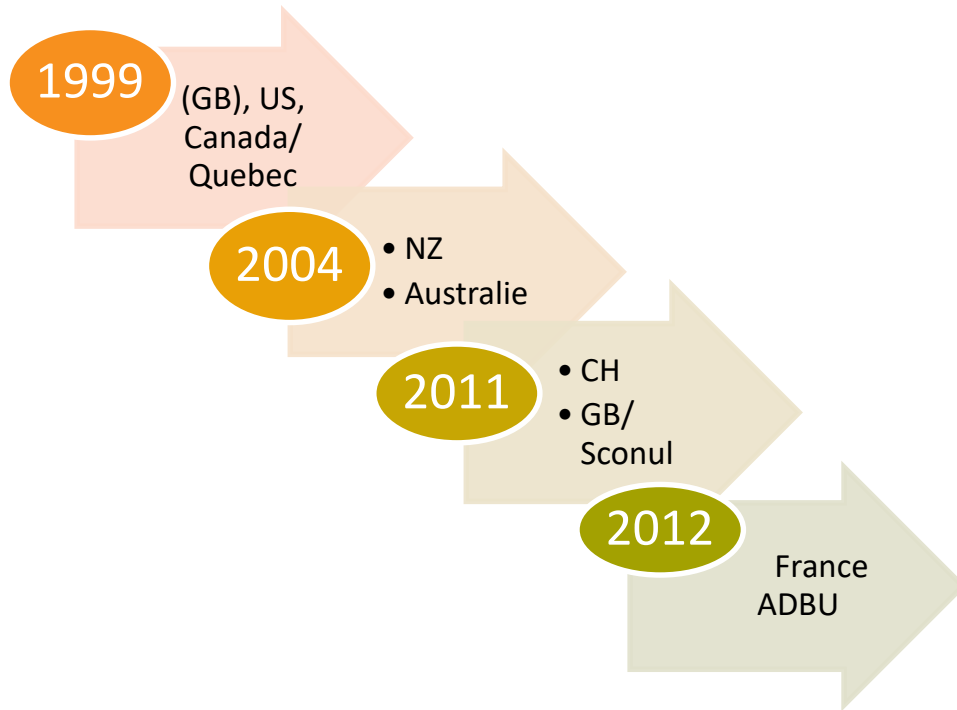 1999
(GB), US,
Canada/
Quebec
2004
• NZ
• Australie
2011
• CH
• GB/
Sconul
2012
France
ADBU